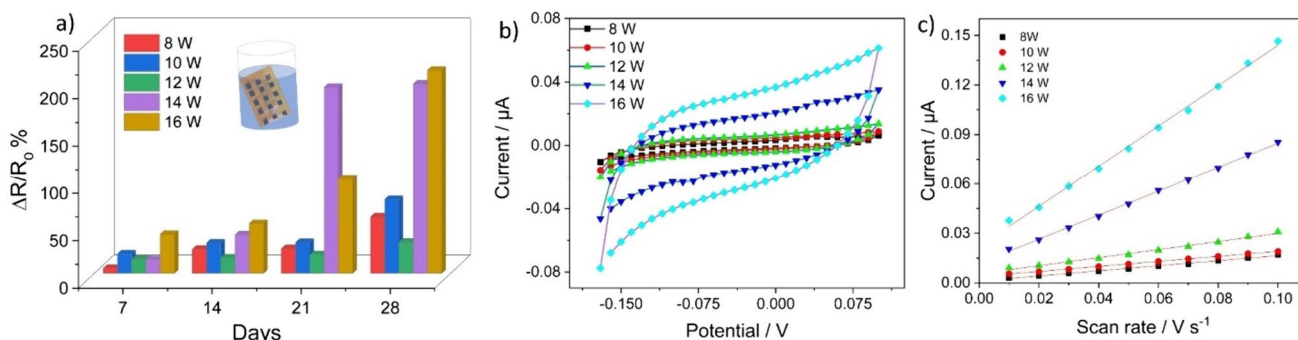 a)
8 W
10 W
12 W
14 W
16 W
250
200
150
100
50
0
ΔR/R₀ %
7 14 21 28
Days
b)
8 W
10 W
12 W
14 W
16 W
0.08
0.04
0.00
-0.04
-0.08
Current / µA
-0.150 -0.075 0.000 0.075
Potential / V
c)
8W
10 W
12 W
14 W
16 W
0.15
0.12
0.09
0.06
0.03
0.00
Current / µA
0.00 0.02 0.04 0.06 0.08 0.10
Scan rate / V s⁻¹